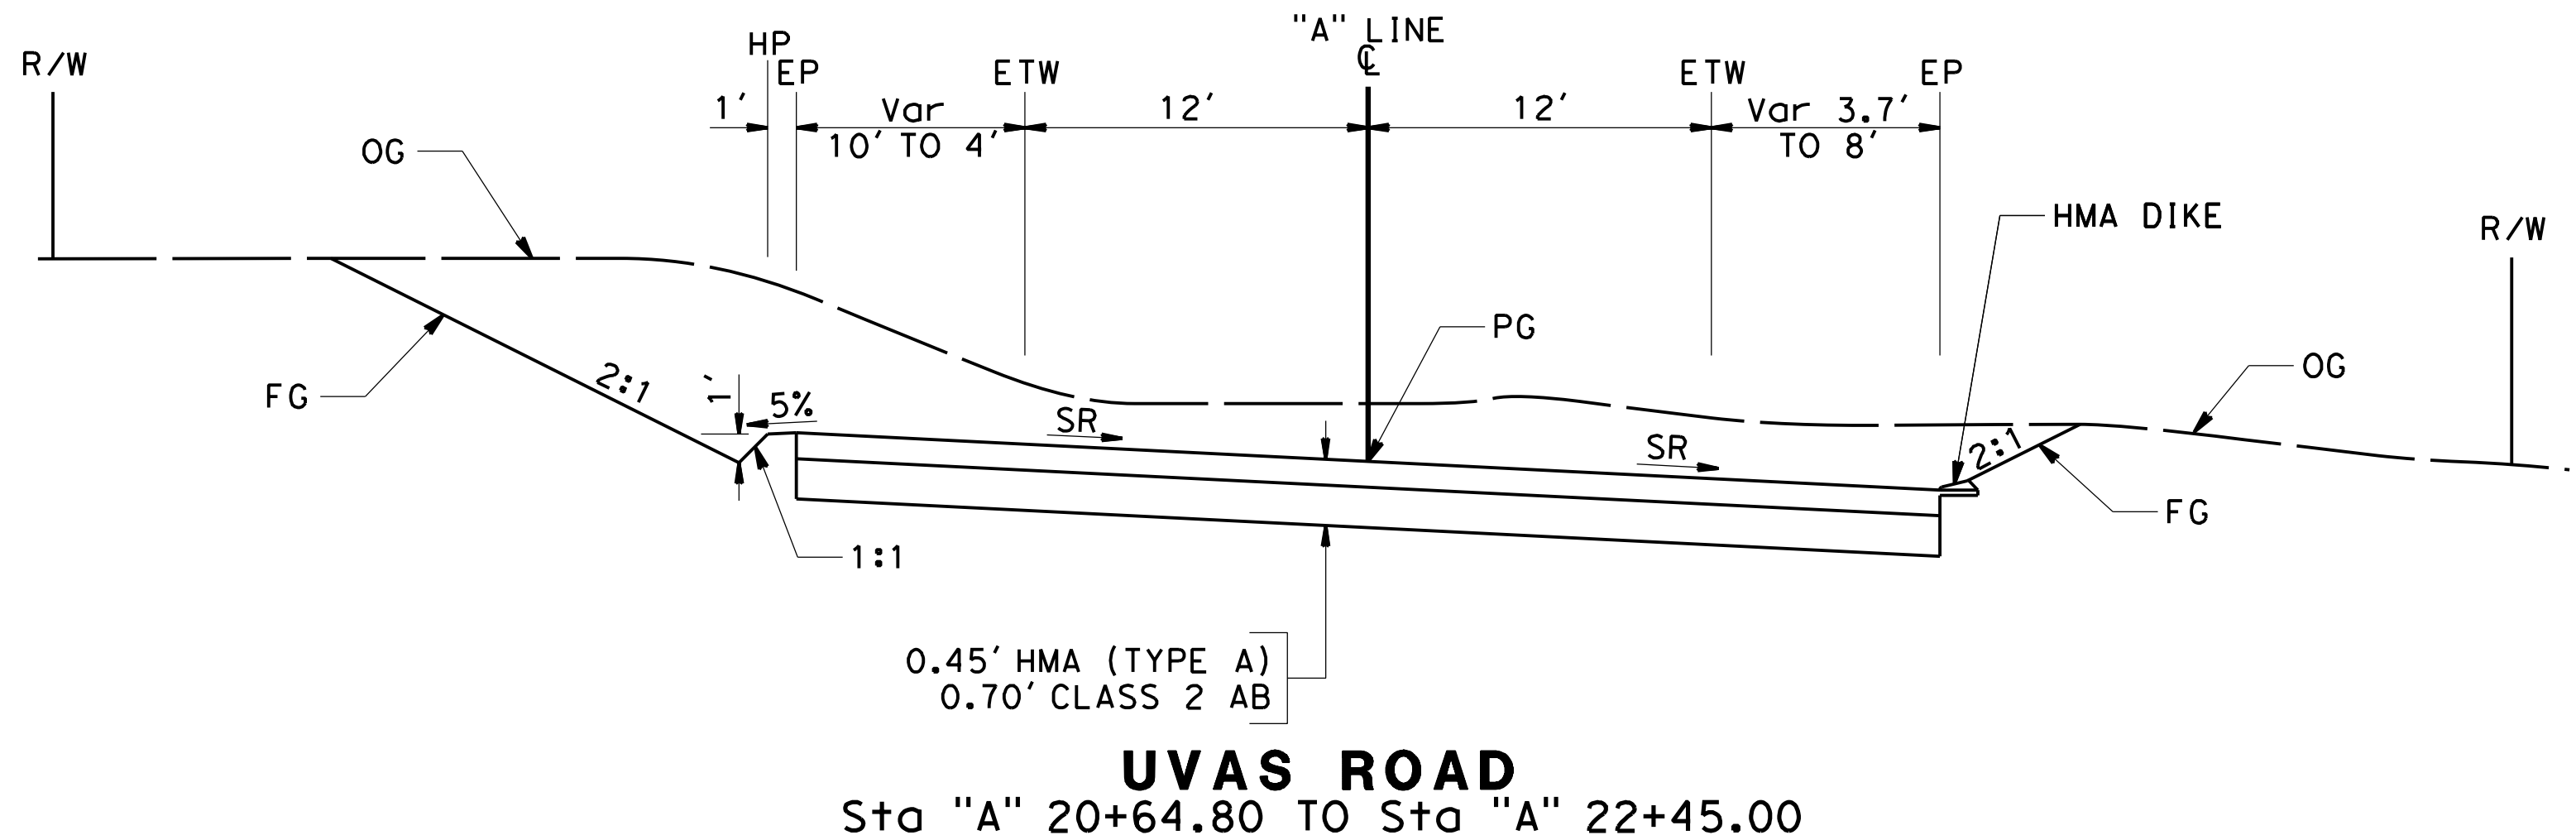 "A" LINE
R/W
HP
℄
EP
ETW
ETW
EP
1'
Var
12'
12'
Var 3.7'
10' TO 4'
TO 8'
OG
HMA DIKE
R/W
PG
OG
FG
2:1
1'
5%
SR
SR
2:1
FG
1:1
0.45' HMA (TYPE A)
0.70' CLASS 2 AB
UVAS ROAD
Sta "A" 20+64.80 TO Sta "A" 22+45.00